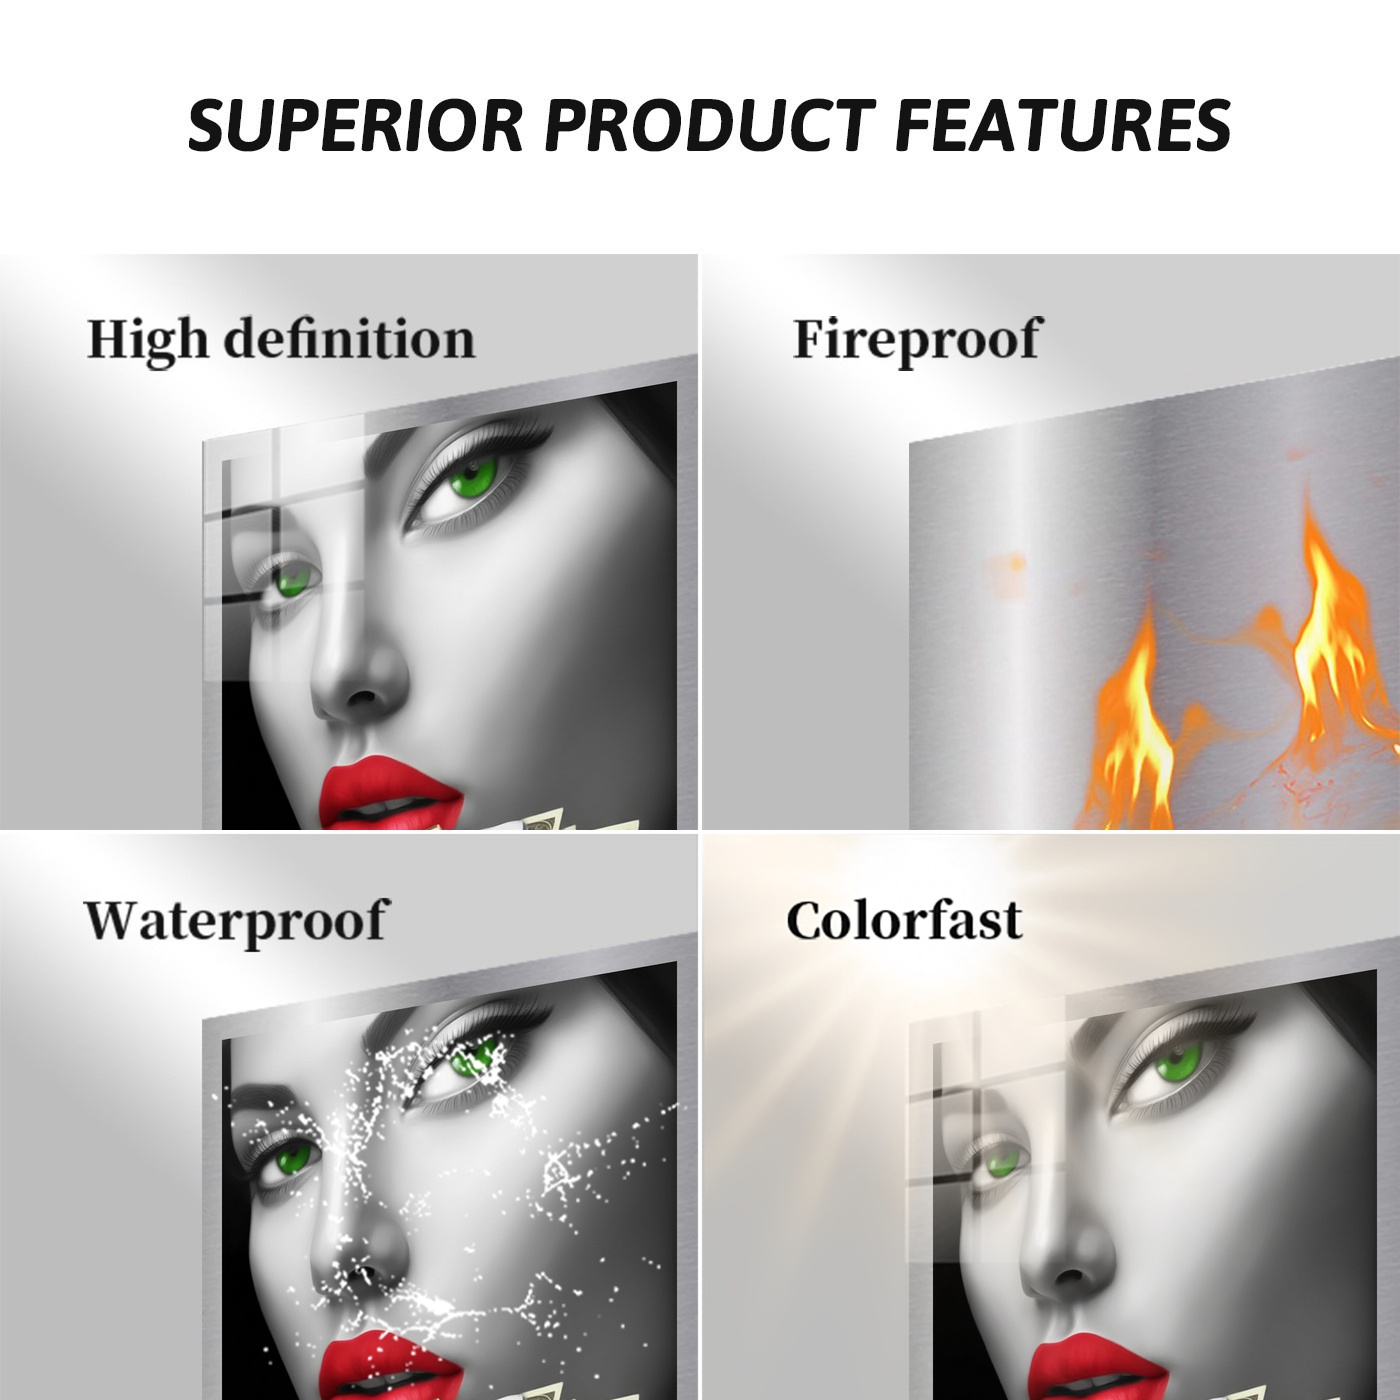 SUPERIOR PRODUCT FEATURES
High definition
Fireproof
Waterproof
Colorfast